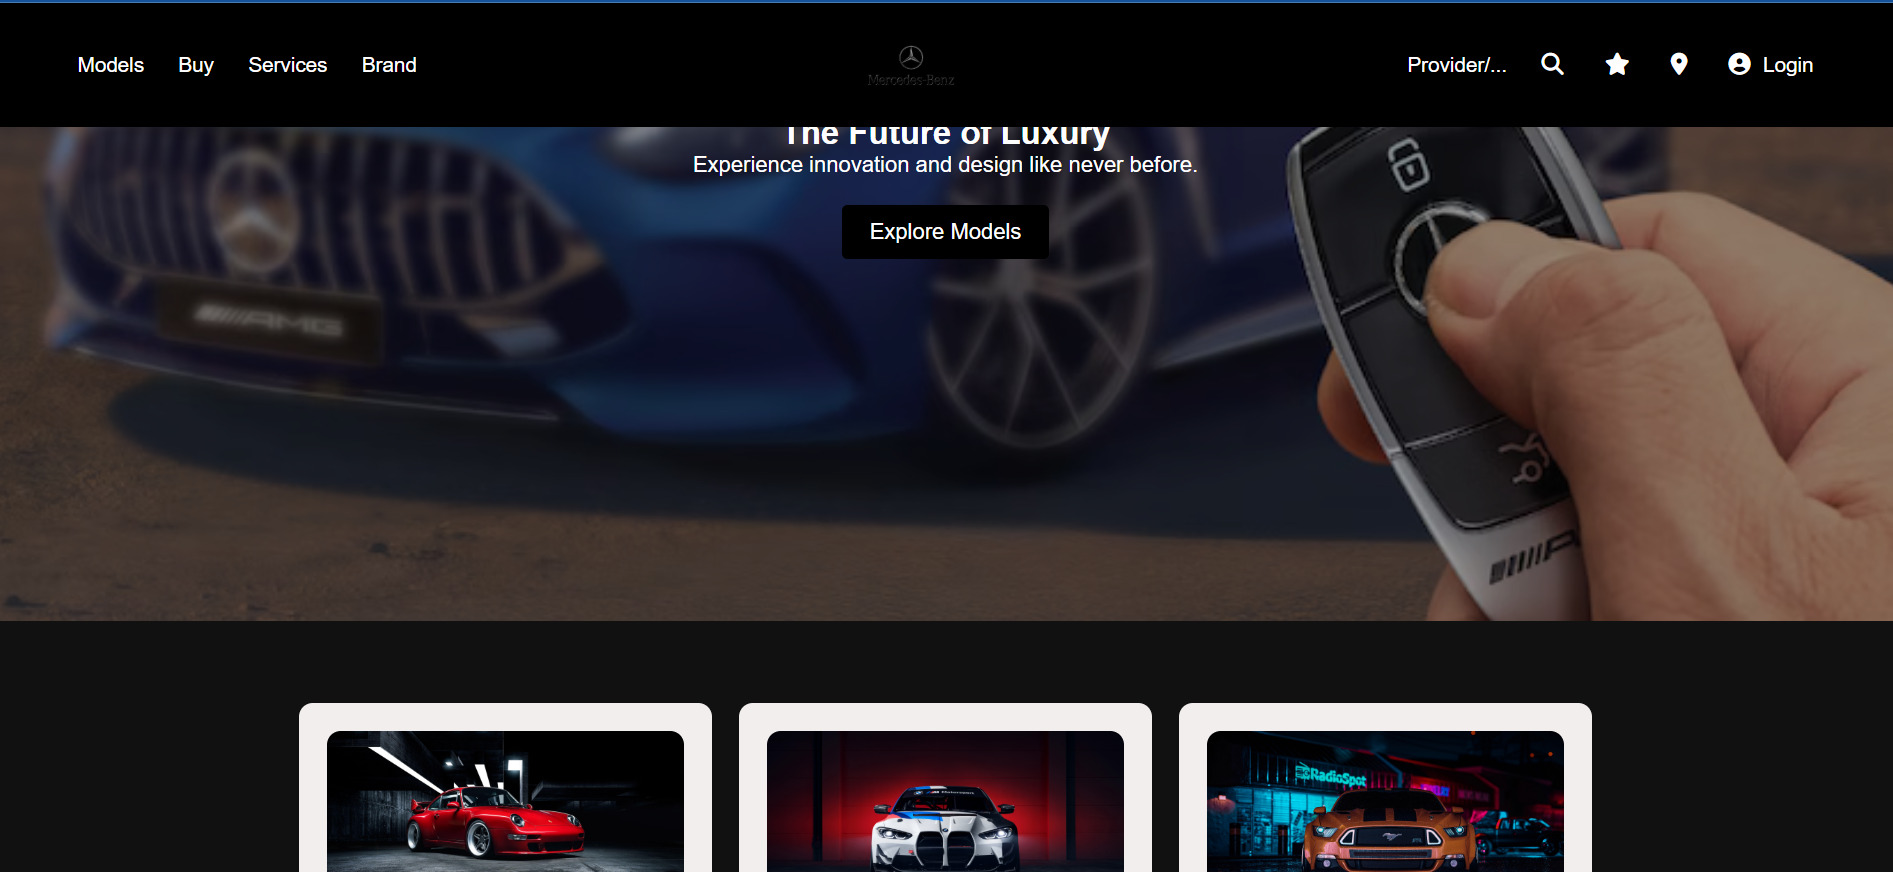 Models Buy Services Brand
Mercedes-Benz
Provider/... Login
The Future of Luxury
Experience innovation and design like never before.
Explore Models
AMG
RadioSpot